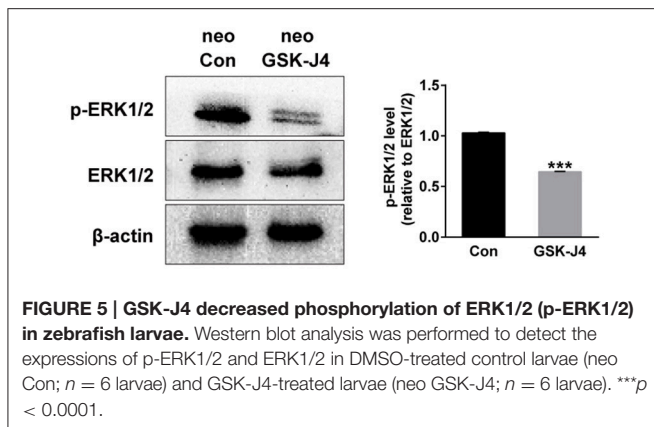 neo neo
Con GSK-J4
p-ERK1/2
ERK1/2
β-actin
p-ERK1/2 level
(relative to ERK1/2)
1.5
1.0
0.5
0.0
***
Con GSK-J4
FIGURE 5 | GSK-J4 decreased phosphorylation of ERK1/2 (p-ERK1/2)
in zebrafish larvae. Western blot analysis was performed to detect the
expressions of p-ERK1/2 and ERK1/2 in DMSO-treated control larvae (neo
Con; n = 6 larvae) and GSK-J4-treated larvae (neo GSK-J4; n = 6 larvae). ***p
< 0.0001.